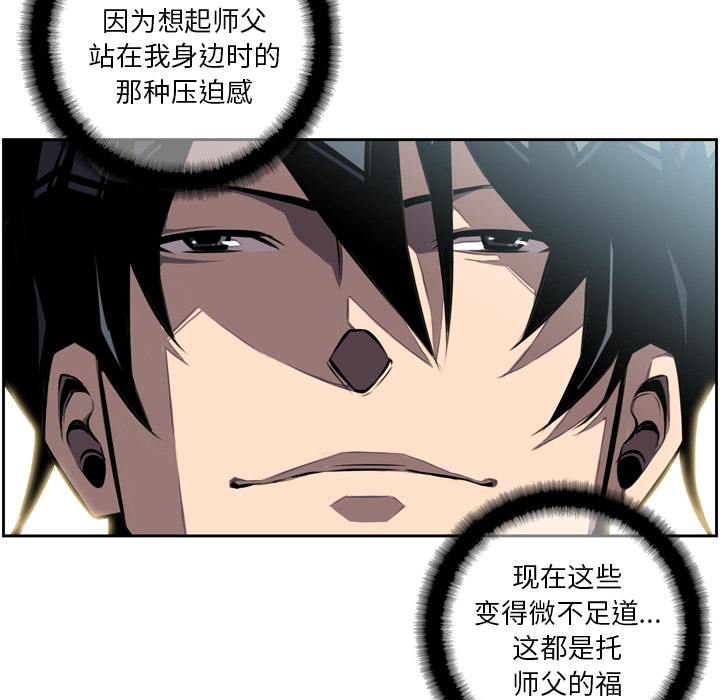 因为想起师父
站在我身边时的
那种压迫感
现在这些
变得微不足道...
这都是托
师父的福